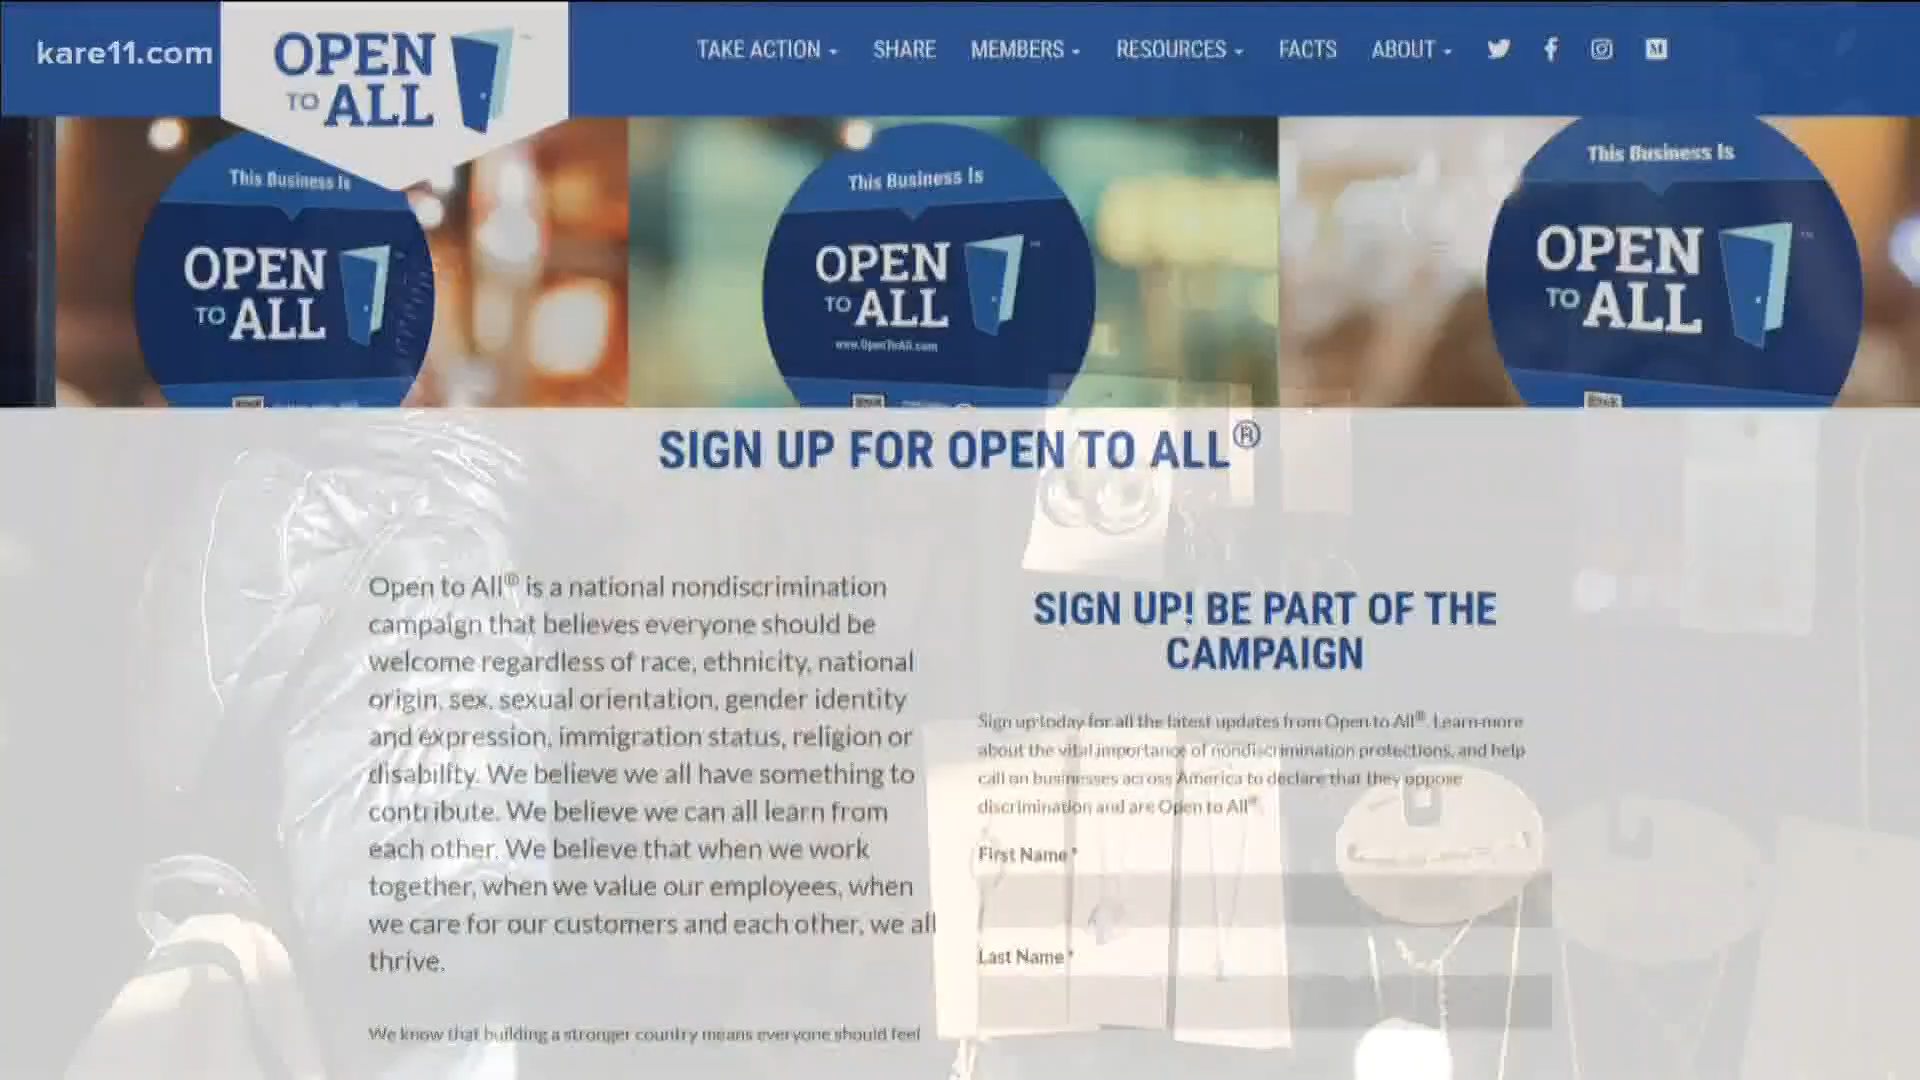 kare11.com
OPEN
TO ALL
TAKE ACTION
SHARE
MEMBERS
RESOURCES
FACTS
ABOUT
This Business Is
OPEN
TO ALL
This Business Is
OPEN
TO ALL
www.OpenToAll.com
This Business Is
OPEN
TO ALL
SIGN UP FOR OPEN TO ALL®
Open to All® is a national nondiscrimination
campaign that believes everyone should be
welcome regardless of race, ethnicity, national
origin, sex, sexual orientation, gender identity
and expression, immigration status, religion or
disability. We believe we all have something to
contribute. We believe we can all learn from
each other. We believe that when we work
together, when we value our employees, when
we care for our customers and each other, we all
thrive.
We know that building a stronger country means everyone should feel
SIGN UP! BE PART OF THE
CAMPAIGN
Sign up today for all the latest updates from Open to All®. Learn more
about the vital importance of nondiscrimination protections, and help
call on businesses across America to declare that they oppose
discrimination and are Open to All®.
First Name *
Last Name *